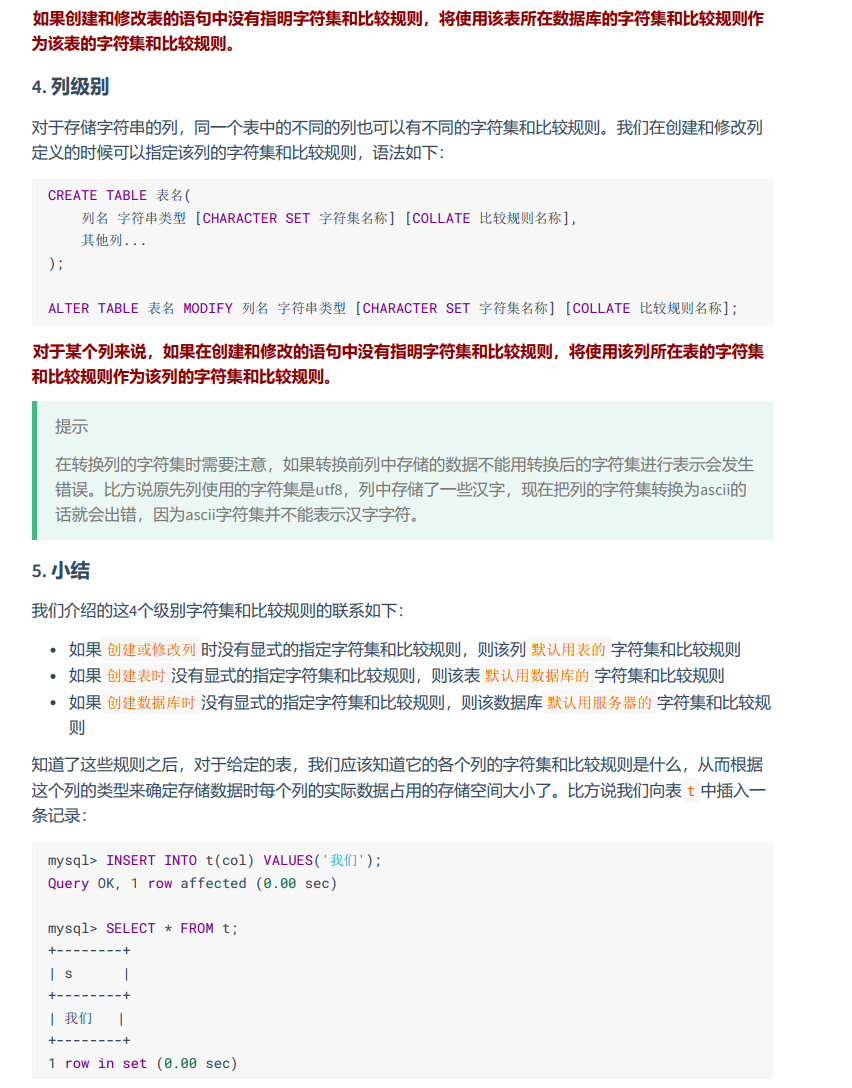 如果创建和修改表的语句中没有指明字符集和比较规则，将使用该表所在数据库的字符集和比较规则作
为该表的字符集和比较规则。
4. 列级别
对于存储字符串的列，同一个表中的不同的列也可以有不同的字符集和比较规则。我们在创建和修改列
定义的时候可以指定该列的字符集和比较规则，语法如下：
CREATE TABLE 表名(
    列名 字符串类型 [CHARACTER SET 字符集名称] [COLLATE 比较规则名称],
    其他列...
);
ALTER TABLE 表名 MODIFY 列名 字符串类型 [CHARACTER SET 字符集名称] [COLLATE 比较规则名称];
对于某个列来说，如果在创建和修改的语句中没有指明字符集和比较规则，将使用该列所在表的字符集
和比较规则作为该列的字符集和比较规则。
提示
在转换列的字符集时需要注意，如果转换前列中存储的数据不能用转换后的字符集进行表示会发生
错误。比方说原先列使用的字符集是utf8，列中存储了一些汉字，现在把列的字符集转换为ascii的
话就会出错，因为ascii字符集并不能表示汉字字符。
5. 小结
我们介绍的这4个级别字符集和比较规则的联系如下：
• 如果 创建或修改列 时没有显式的指定字符集和比较规则，则该列 默认用表的 字符集和比较规则
• 如果 创建表时 没有显式的指定字符集和比较规则，则该表 默认用数据库的 字符集和比较规则
• 如果 创建数据库时 没有显式的指定字符集和比较规则，则该数据库 默认用服务器的 字符集和比较规
则
知道了这些规则之后，对于给定的表，我们应该知道它的各个列的字符集和比较规则是什么，从而根据
这个列的类型来确定存储数据时每个列的实际数据占用的存储空间大小了。比方说我们向表 t 中插入一
条记录：
mysql> INSERT INTO t(col) VALUES('我们');
Query OK, 1 row affected (0.00 sec)
mysql> SELECT * FROM t;
+--------+
| s      |
+--------+
| 我们   |
+--------+
1 row in set (0.00 sec)